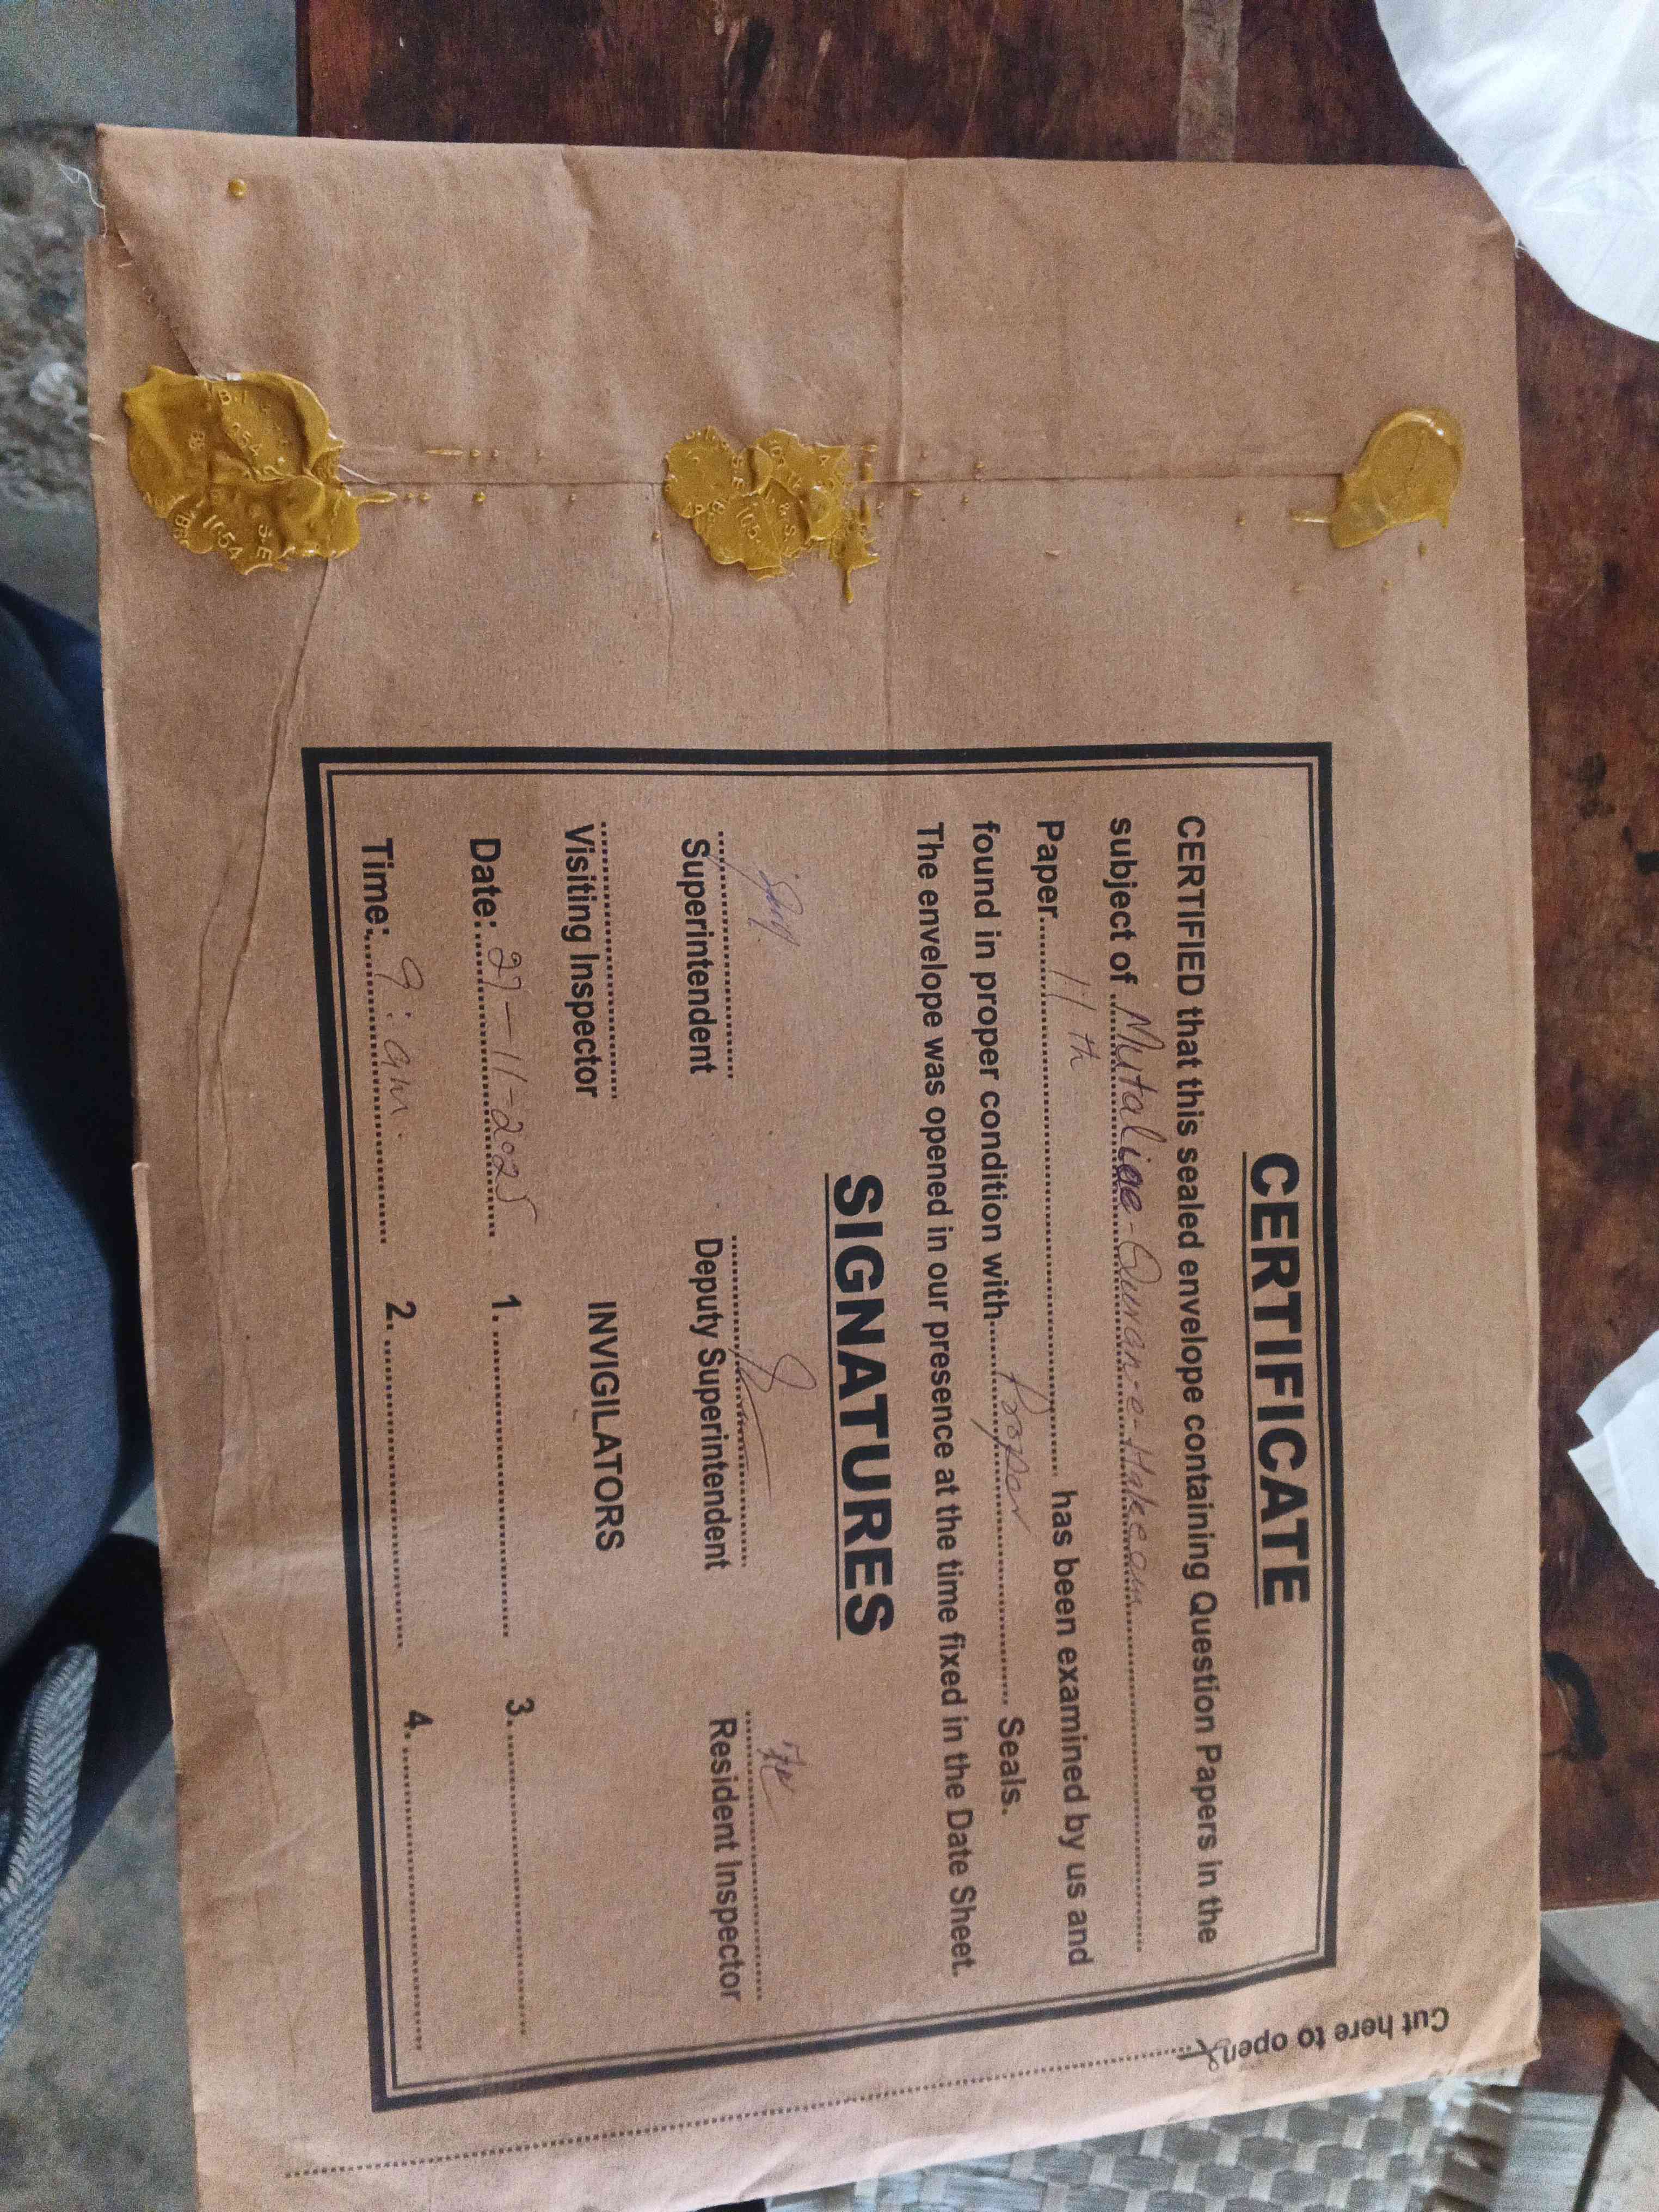 CERTIFICATE
CERTIFIED that this sealed envelope containing Question Papers in the
subject of Mutaliae-Quran-e-Hakeem
Paper 11th has been examined by us and
found in proper condition with Proper Seals.
The envelope was opened in our presence at the time fixed in the Date Sheet.
SIGNATURES
Superintendent Deputy Superintendent Resident Inspector
Visiting Inspector INVIGILATORS
Date: 27-11-2025 1. 3.
Time: 9: am. 2. 4.
Cut here to open
1654
S.E